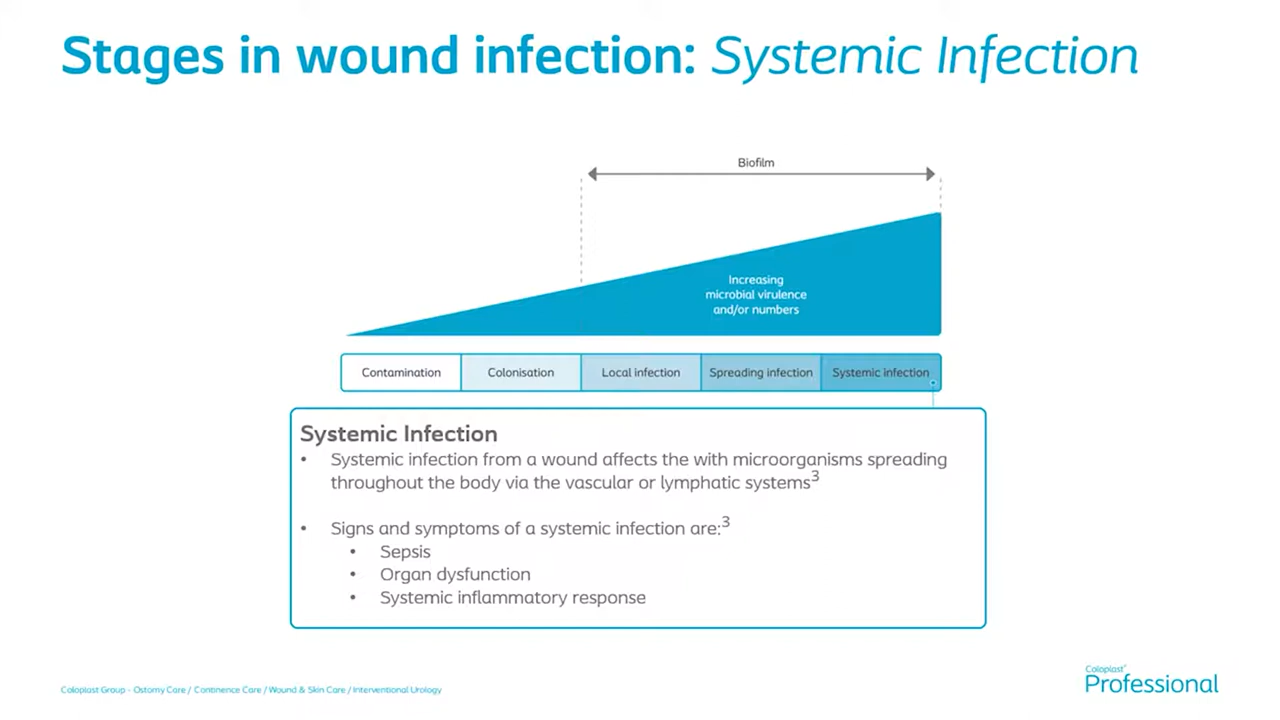 Stages in wound infection: Systemic Infection
Biofilm
Increasing
microbial virulence
and/or numbers
Contamination
Colonisation
Local infection
Spreading infection
Systemic infection
Systemic Infection
• Systemic infection from a wound affects the with microorganisms spreading
throughout the body via the vascular or lymphatic systems3
• Signs and symptoms of a systemic infection are:3
• Sepsis
• Organ dysfunction
• Systemic inflammatory response
Coloplast Group - Ostomy Care / Continence Care / Wound & Skin Care / Interventional Urology
Coloplast®
Professional